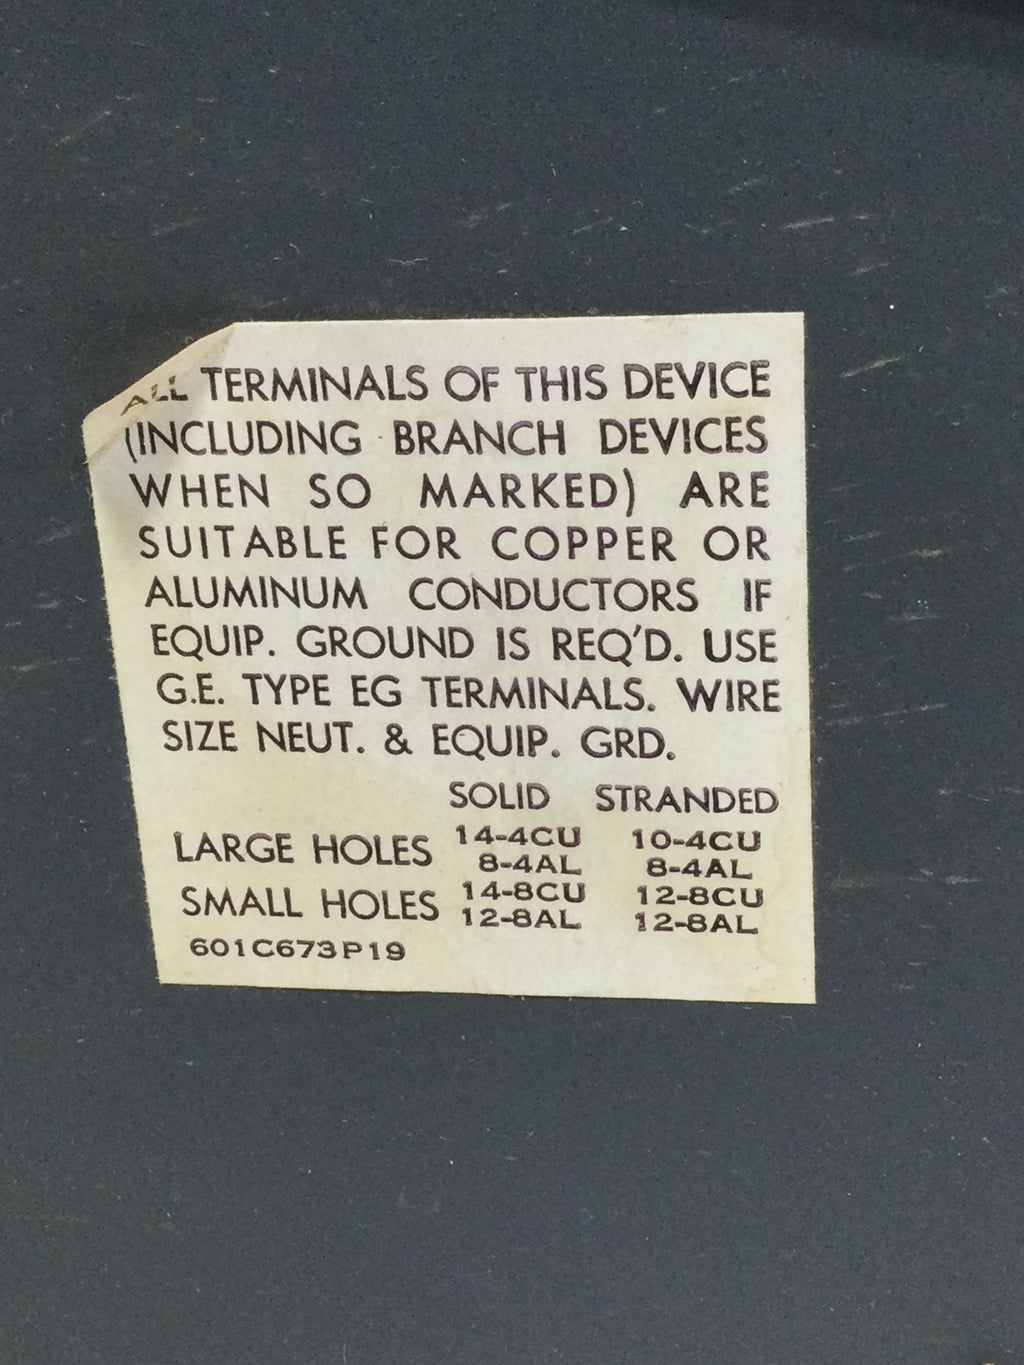 ALL TERMINALS OF THIS DEVICE
(INCLUDING BRANCH DEVICES
WHEN SO MARKED) ARE
SUITABLE FOR COPPER OR
ALUMINUM CONDUCTORS IF
EQUIP. GROUND IS REQ'D. USE
G.E. TYPE EG TERMINALS. WIRE
SIZE NEUT. & EQUIP. GRD.
SOLID STRANDED
LARGE HOLES 14-4CU 10-4CU
8-4AL 8-4AL
SMALL HOLES 14-8CU 12-8CU
12-8AL 12-8AL
601C673P19